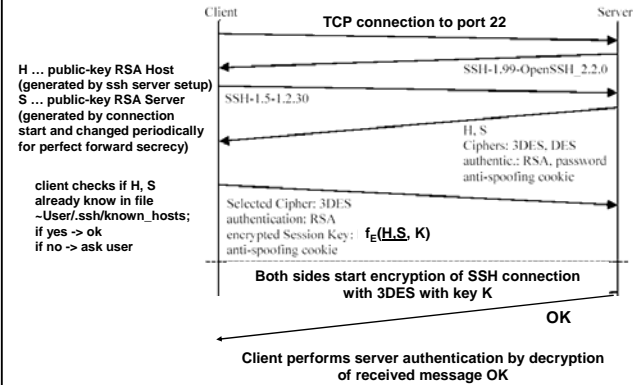 Client
Server
TCP connection to port 22
SSH-1.99-OpenSSH_2.2.0
H ... public-key RSA Host
(generated by ssh server setup)
S ... public-key RSA Server
(generated by connection
start and changed periodically
for perfect forward secrecy)
SSH-1.5-1.2.30
H, S
Ciphers: 3DES, DES
authentic.: RSA, password
anti-spoofing cookie
client checks if H, S
already know in file
~User/.ssh/known_hosts;
if yes -> ok
if no -> ask user
Selected Cipher: 3DES
authentication: RSA
encrypted Session Key: fE(H,S, K)
anti-spoofing cookie
Both sides start encryption of SSH connection
with 3DES with key K
OK
Client performs server authentication by decryption
of received message OK